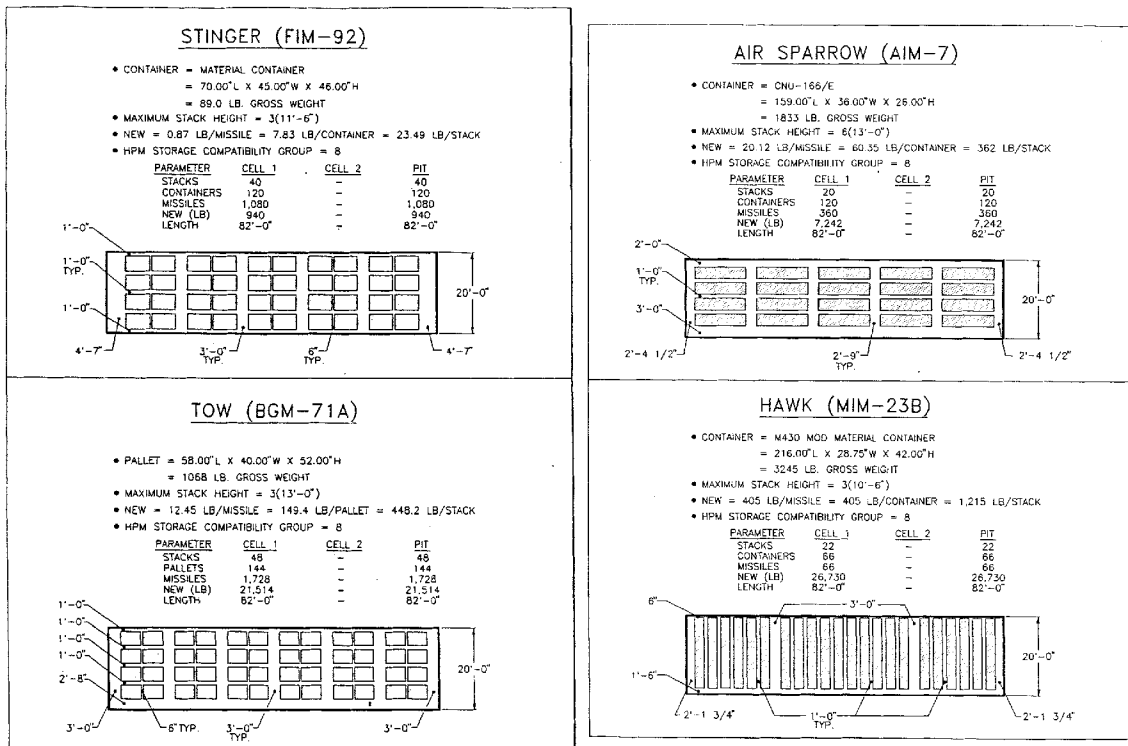 STINGER (FIM-92)
• CONTAINER = MATERIAL CONTAINER
= 70.00"L X 45.00"W X 46.00"H
= 89.0 LB. GROSS WEIGHT
• MAXIMUM STACK HEIGHT = 3(11'-6")
• NEW = 0.87 LB/MISSILE = 7.83 LB/CONTAINER = 23.49 LB/STACK
• HPM STORAGE COMPATIBILITY GROUP = 8
PARAMETER CELL 1 CELL 2 PIT
STACKS 40 - 40
CONTAINERS 120 - 120
MISSILES 1,080 - 1,080
NEW (LB) 940 - 940
LENGTH 82'-0" - 82'-0"
1'-0"
1'-0"
TYP.
1'-0"
20'-0"
4'-7"
3'-0"
TYP.
6"
TYP.
4'-7"
TOW (BGM-71A)
• PALLET = 58.00"L X 40.00"W X 52.00"H
= 1068 LB. GROSS WEIGHT
• MAXIMUM STACK HEIGHT = 3(13'-0")
• NEW = 12.45 LB/MISSILE = 149.4 LB/PALLET = 448.2 LB/STACK
• HPM STORAGE COMPATIBILITY GROUP = 8
PARAMETER CELL 1 CELL 2 PIT
STACKS 48 - 48
PALLETS 144 - 144
MISSILES 1,728 - 1,728
NEW (LB) 21,514 - 21,514
LENGTH 82'-0" - 82'-0"
1'-0"
1'-0"
1'-0"
1'-0"
2'-8"
20'-0"
3'-0"
6" TYP.
3'-0"
TYP.
3'-0"
AIR SPARROW (AIM-7)
• CONTAINER = CNU-166/E
= 159.00"L X 36.00"W X 26.00"H
= 1833 LB. GROSS WEIGHT
• MAXIMUM STACK HEIGHT = 6(13'-0")
• NEW = 20.12 LB/MISSILE = 60.35 LB/CONTAINER = 362 LB/STACK
• HPM STORAGE COMPATIBILITY GROUP = 8
PARAMETER CELL 1 CELL 2 PIT
STACKS 20 - 20
CONTAINERS 120 - 120
MISSILES 360 - 360
NEW (LB) 7,242 - 7,242
LENGTH 82'-0" - 82'-0"
2'-0"
1'-0"
TYP.
3'-0"
20'-0"
2'-4 1/2"
2'-9"
TYP.
2'-4 1/2"
HAWK (MIM-23B)
• CONTAINER = M430 MOD MATERIAL CONTAINER
= 216.00"L X 28.75"W X 42.00"H
= 3245 LB. GROSS WEIGHT
• MAXIMUM STACK HEIGHT = 3(10'-6")
• NEW = 405 LB/MISSILE = 405 LB/CONTAINER = 1,215 LB/STACK
• HPM STORAGE COMPATIBILITY GROUP = 8
PARAMETER CELL 1 CELL 2 PIT
STACKS 22 - 22
CONTAINERS 66 - 66
MISSILES 66 - 66
NEW (LB) 26,730 - 26,730
LENGTH 82'-0" - 82'-0"
6"
3'-0"
20'-0"
1'-6"
2'-1 3/4"
1'-0"
TYP.
2'-1 3/4"